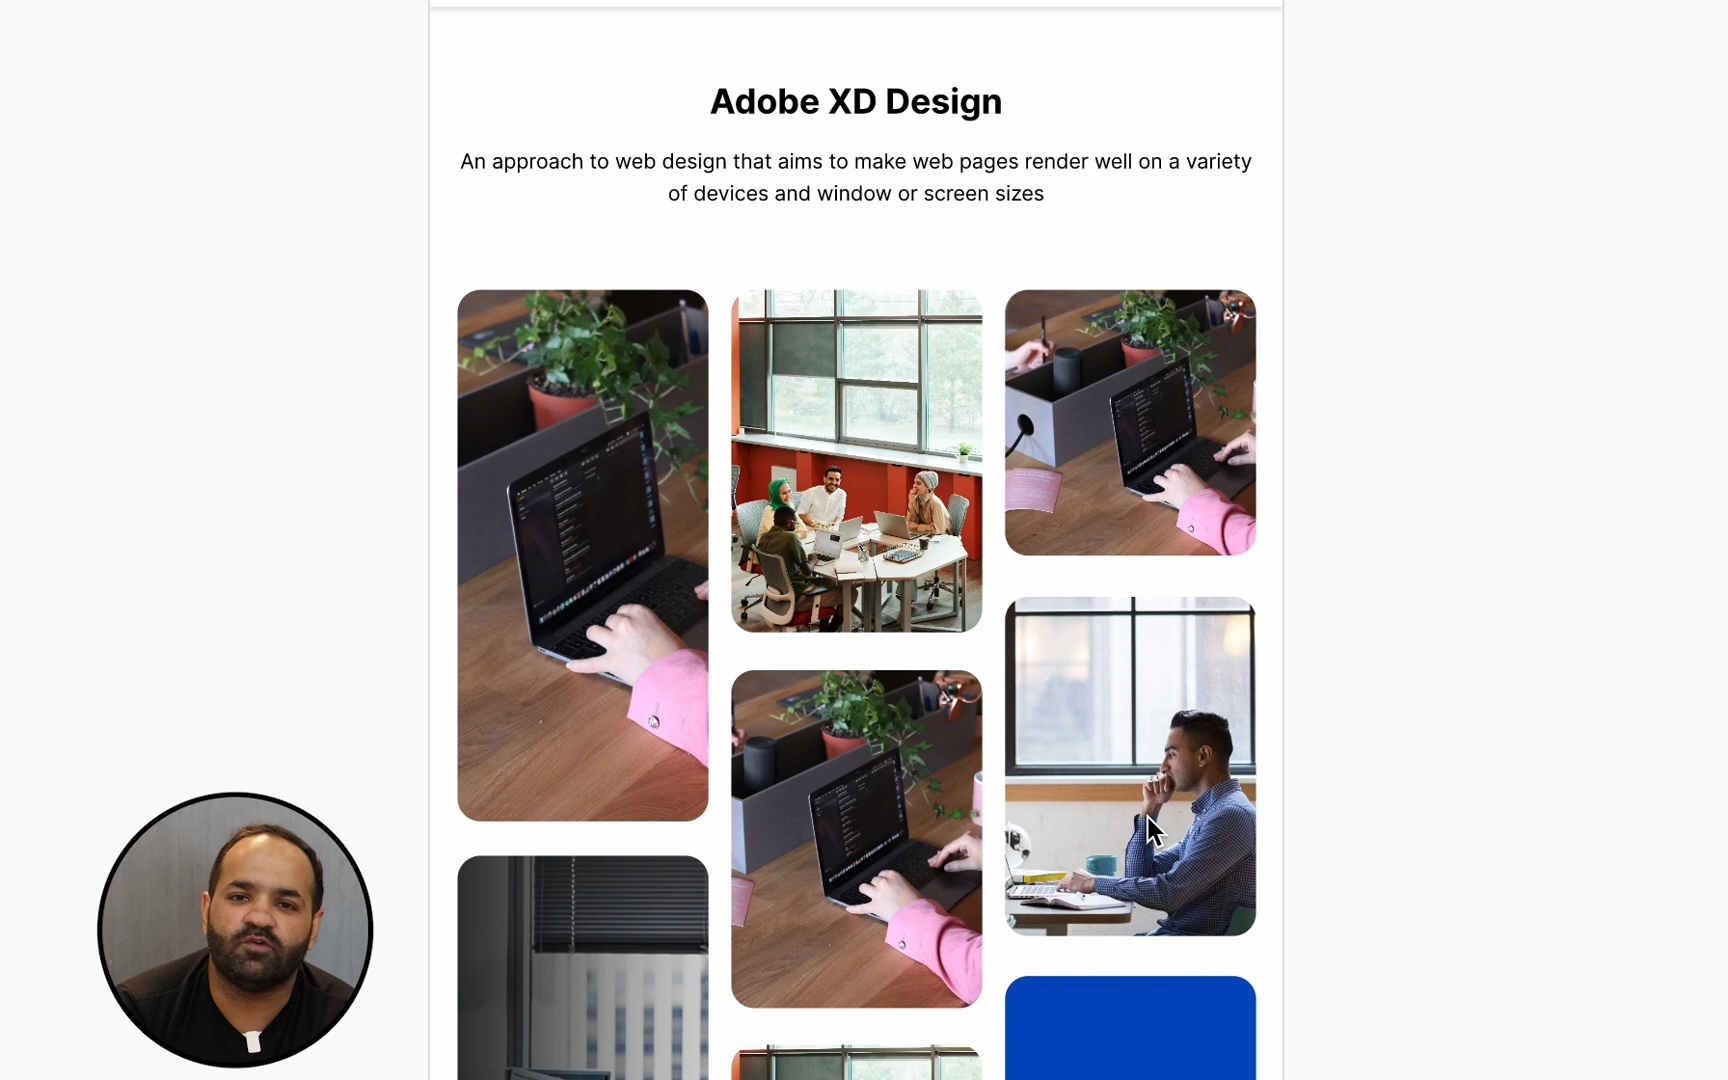 Adobe XD Design
An approach to web design that aims to make web pages render well on a variety
of devices and window or screen sizes